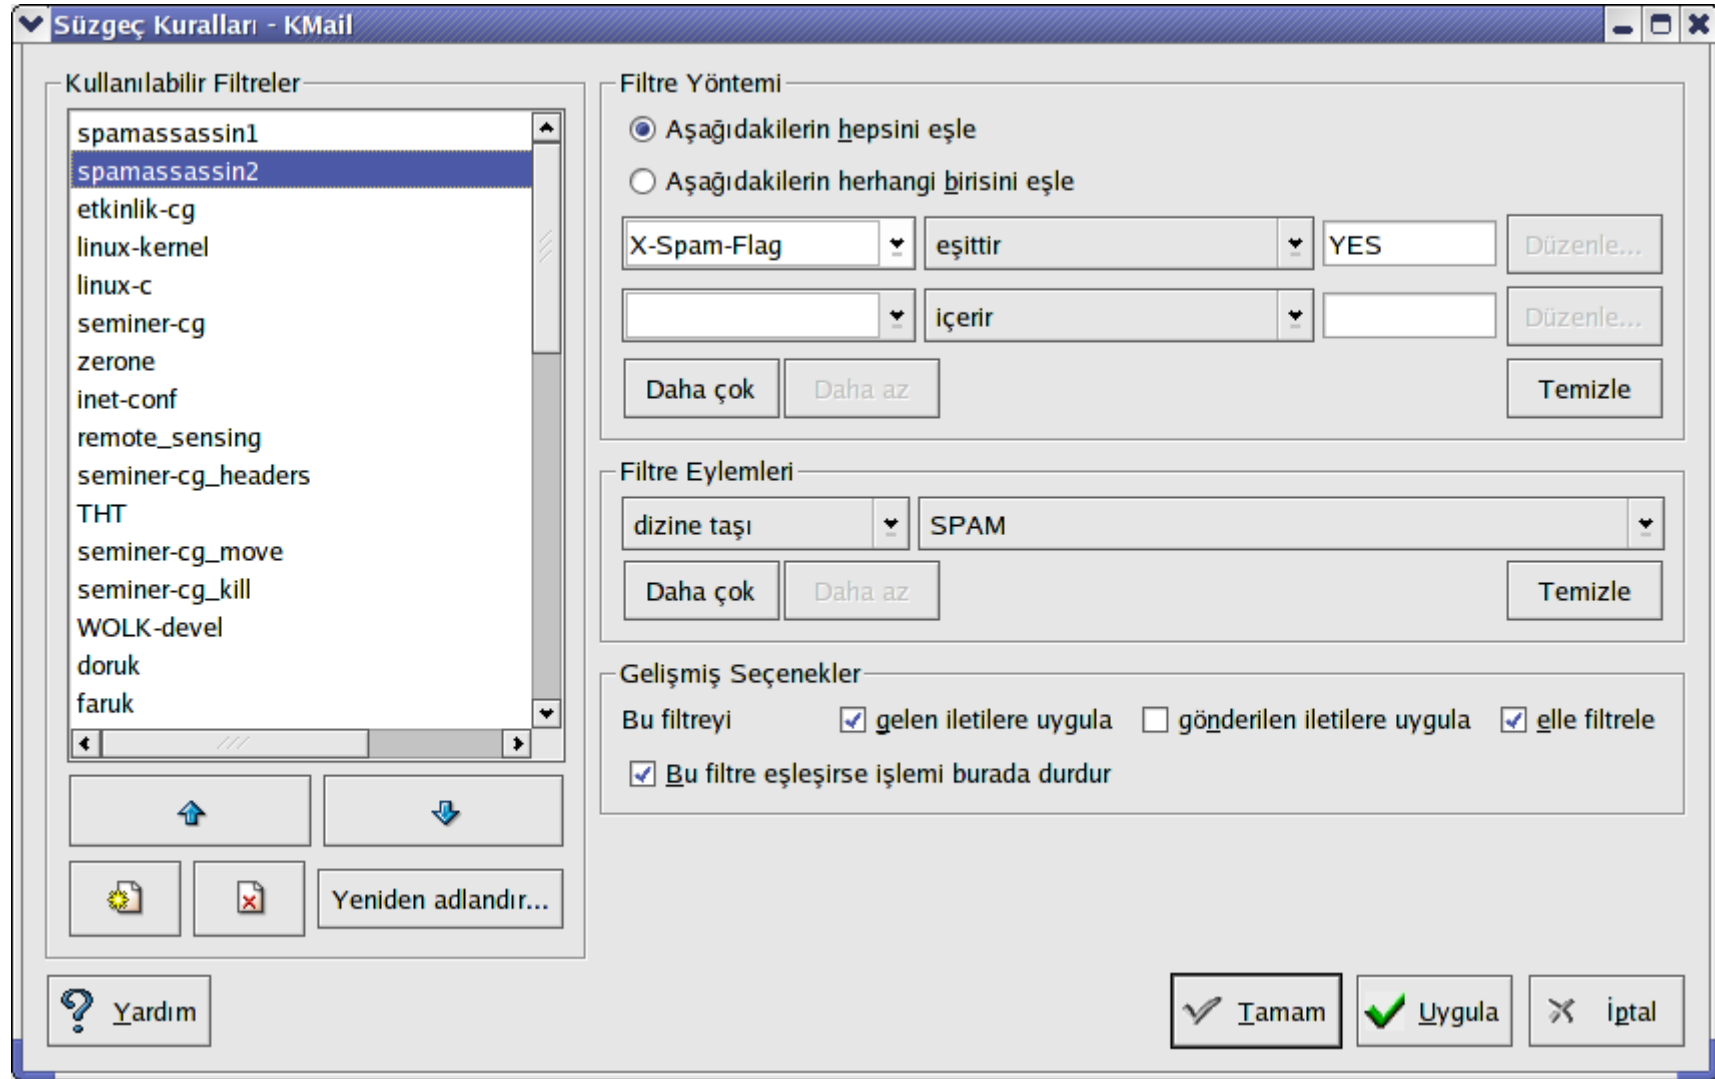 Süzgeç Kuralları - KMail
Kullanılabilir Filtreler
spamassassin1
spamassassin2
etkinlik-cg
linux-kernel
linux-c
seminer-cg
zerone
inet-conf
remote_sensing
seminer-cg_headers
THT
seminer-cg_move
seminer-cg_kill
WOLK-devel
doruk
faruk
Yeniden adlandır...
Filtre Yöntemi
Aşağıdakilerin hepsini eşle
Aşağıdakilerin herhangi birisini eşle
X-Spam-Flag eşittir YES Düzenle...
içerir Düzenle...
Daha çok Daha az Temizle
Filtre Eylemleri
dizine taşı SPAM
Daha çok Daha az Temizle
Gelişmiş Seçenekler
Bu filtreyi gelen iletilere uygula gönderilen iletilere uygula elle filtrele
Bu filtre eşleşirse işlemi burada durdur
Yardım Tamam Uygula İptal